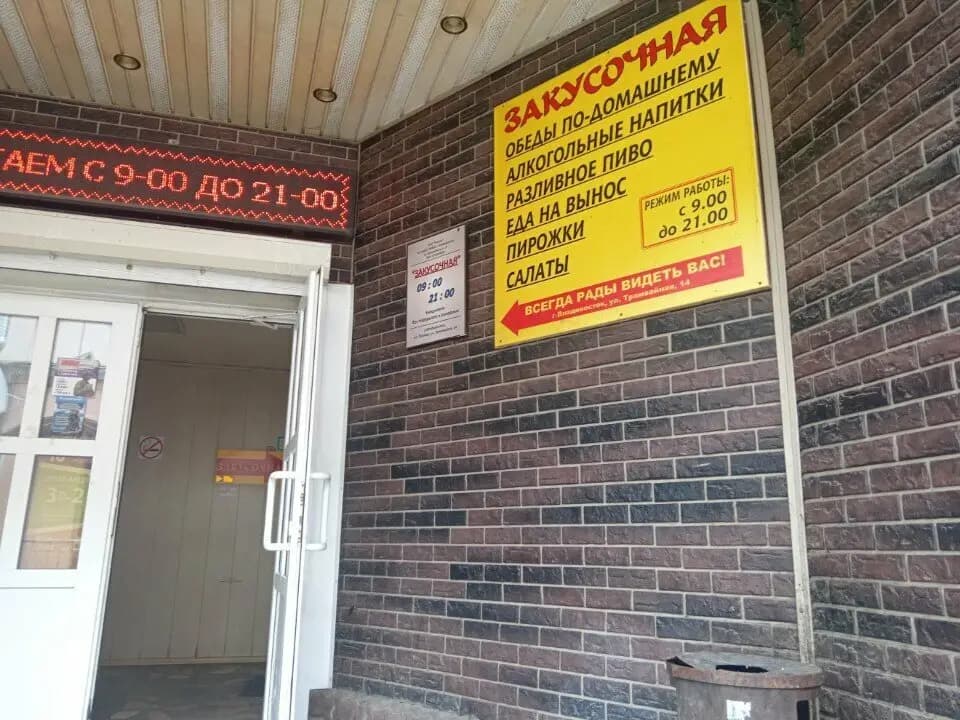 ТАЕМ С 9-00 ДО 21-00
ЗАКУСОЧНАЯ
ОБЕДЫ ПО-ДОМАШНЕМУ
АЛКОГОЛЬНЫЕ НАПИТКИ
РАЗЛИВНОЕ ПИВО
ЕДА НА ВЫНОС
ПИРОЖКИ
САЛАТЫ
РЕЖИМ РАБОТЫ:
с 9.00
до 21.00
ВСЕГДА РАДЫ ВИДЕТЬ ВАС!
г.Владивосток, ул. Трамвайная, 14
"ЗАКУСОЧНАЯ"
09:00
21:00
ЗАКУСОЧНАЯ